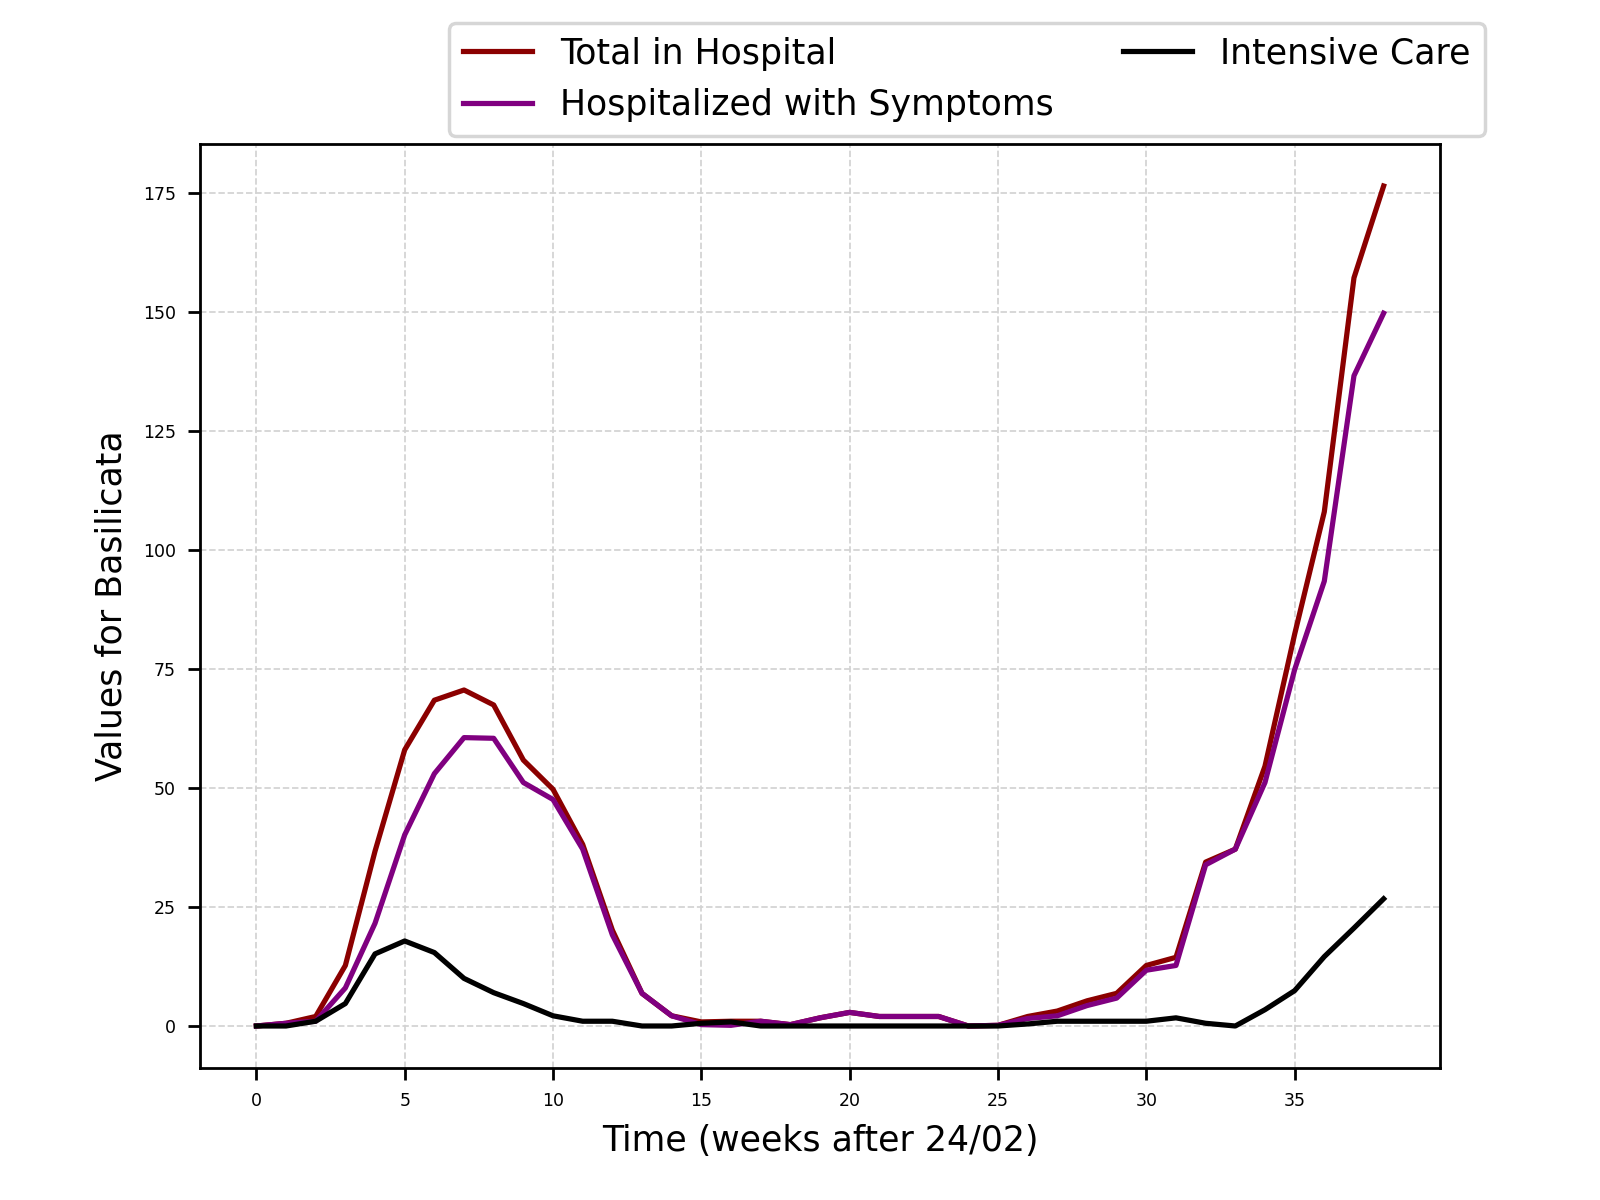 Total in Hospital
Hospitalized with Symptoms
Intensive Care
Values for Basilicata
175
150
125
100
75
50
25
0
0 5 10 15 20 25 30 35
Time (weeks after 24/02)